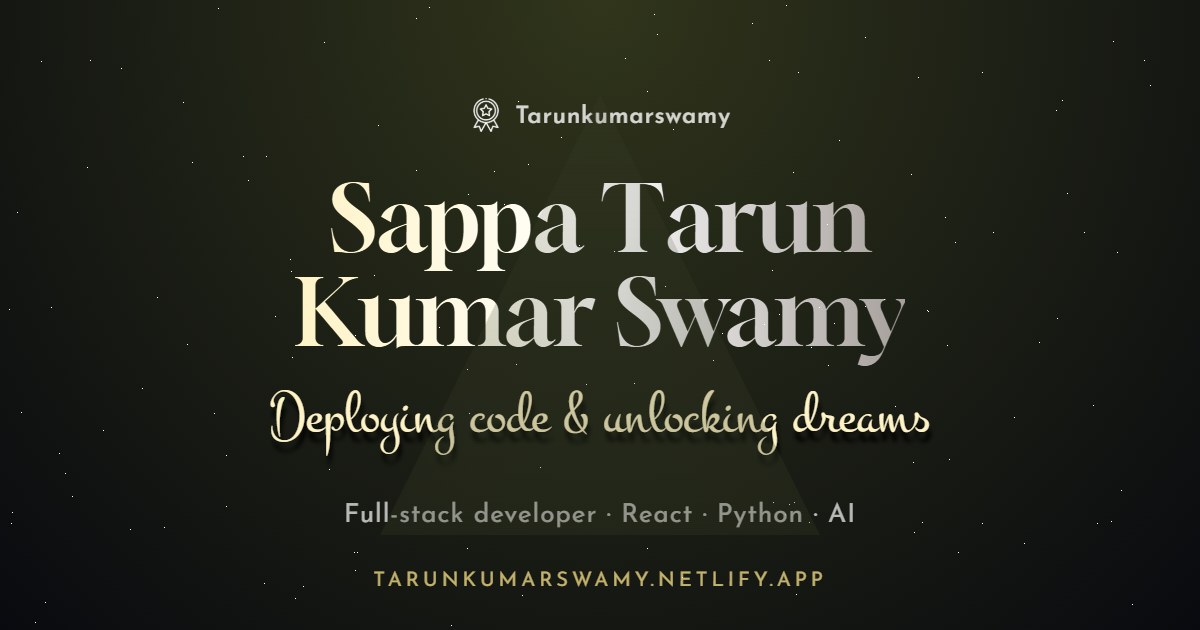 Tarunkumarswamy
Sappa Tarun
Kumar Swamy
Deploying code & unlocking dreams
Full-stack developer · React · Python · AI
TARUNKUMARSWAMY.NETLIFY.APP